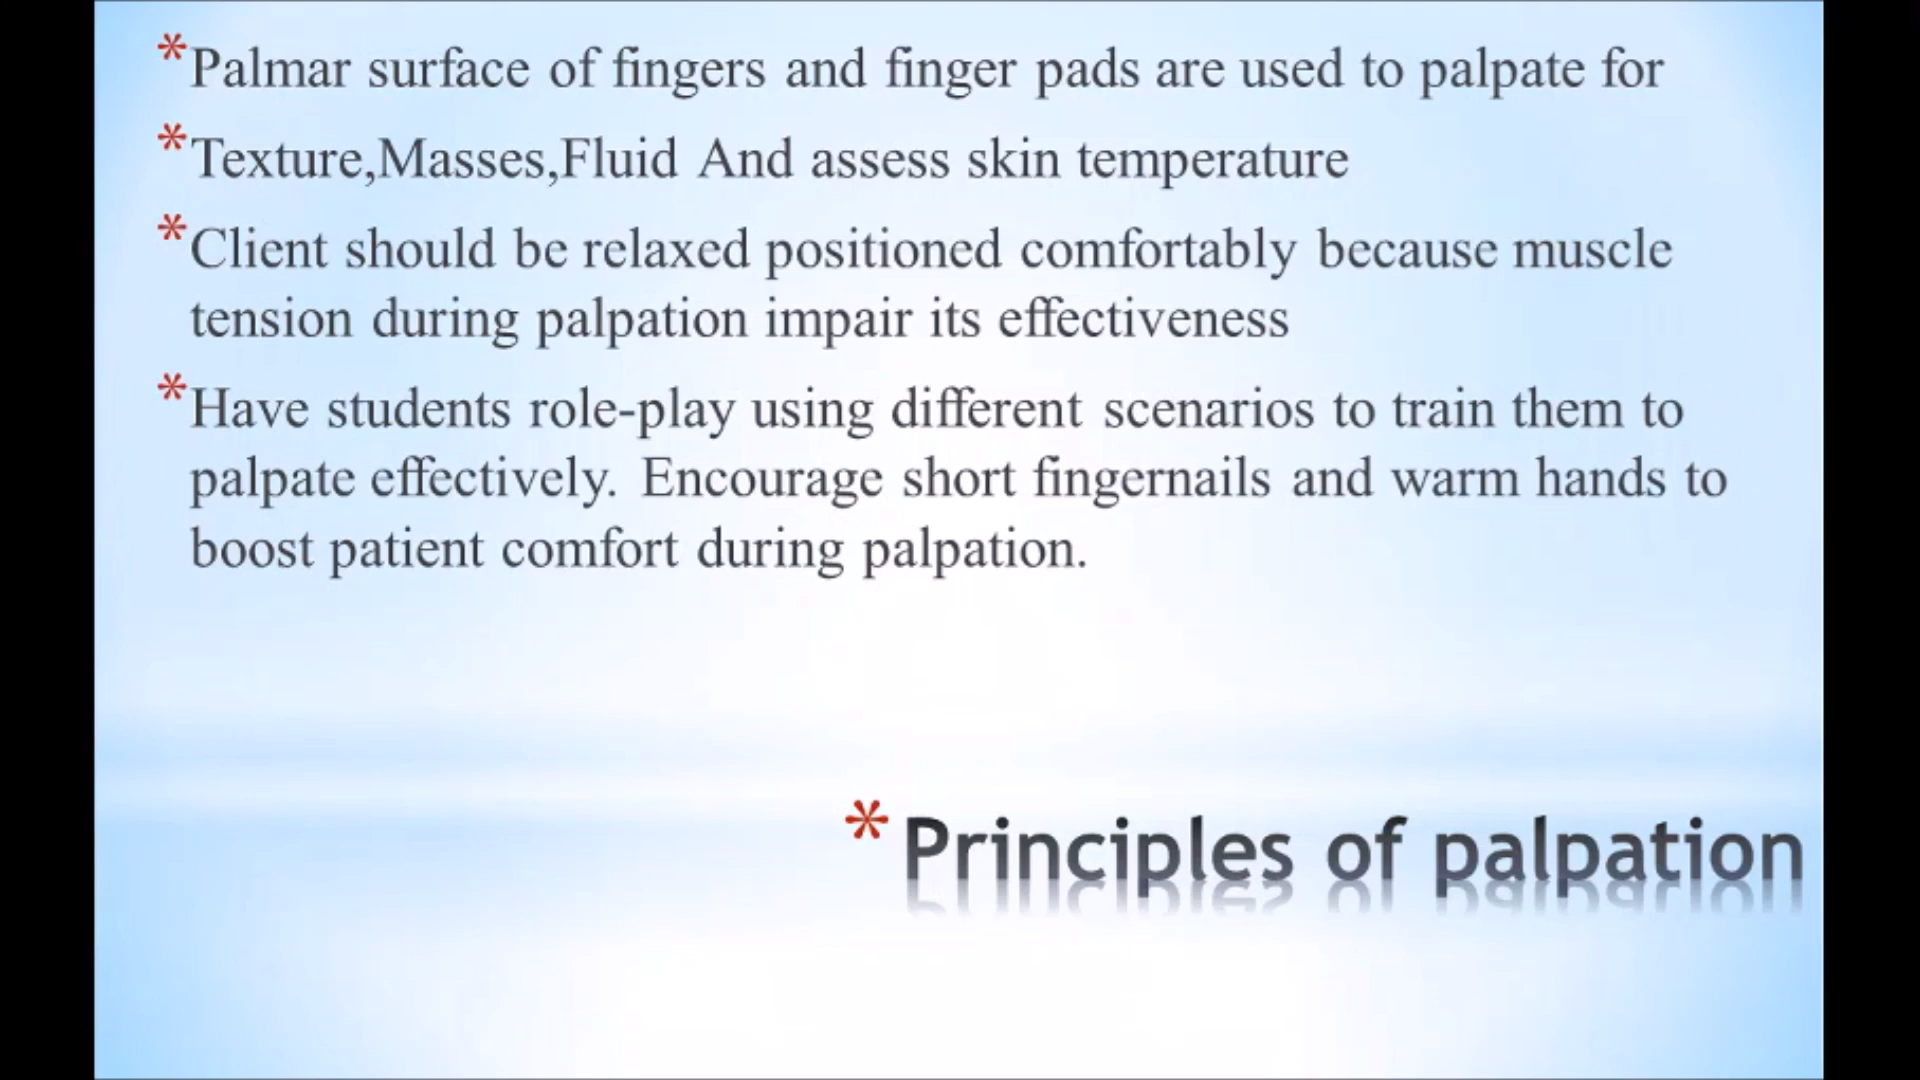 *Palmar surface of fingers and finger pads are used to palpate for
*Texture,Masses,Fluid And assess skin temperature
*Client should be relaxed positioned comfortably because muscle
tension during palpation impair its effectiveness
*Have students role-play using different scenarios to train them to
palpate effectively. Encourage short fingernails and warm hands to
boost patient comfort during palpation.
*Principles of palpation